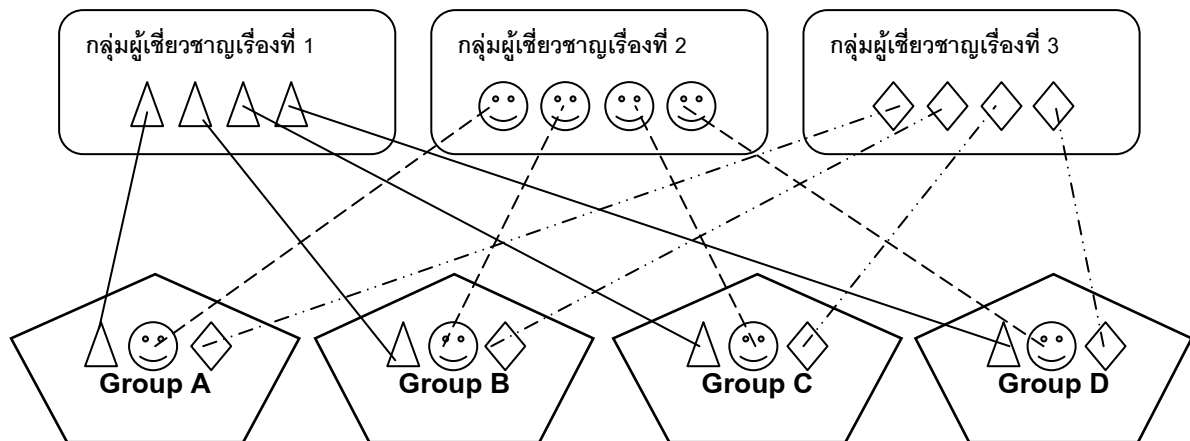 กลุ่มผู้เชี่ยวชาญเรื่องที่ 1
กลุ่มผู้เชี่ยวชาญเรื่องที่ 2
กลุ่มผู้เชี่ยวชาญเรื่องที่ 3
Group A
Group B
Group C
Group D